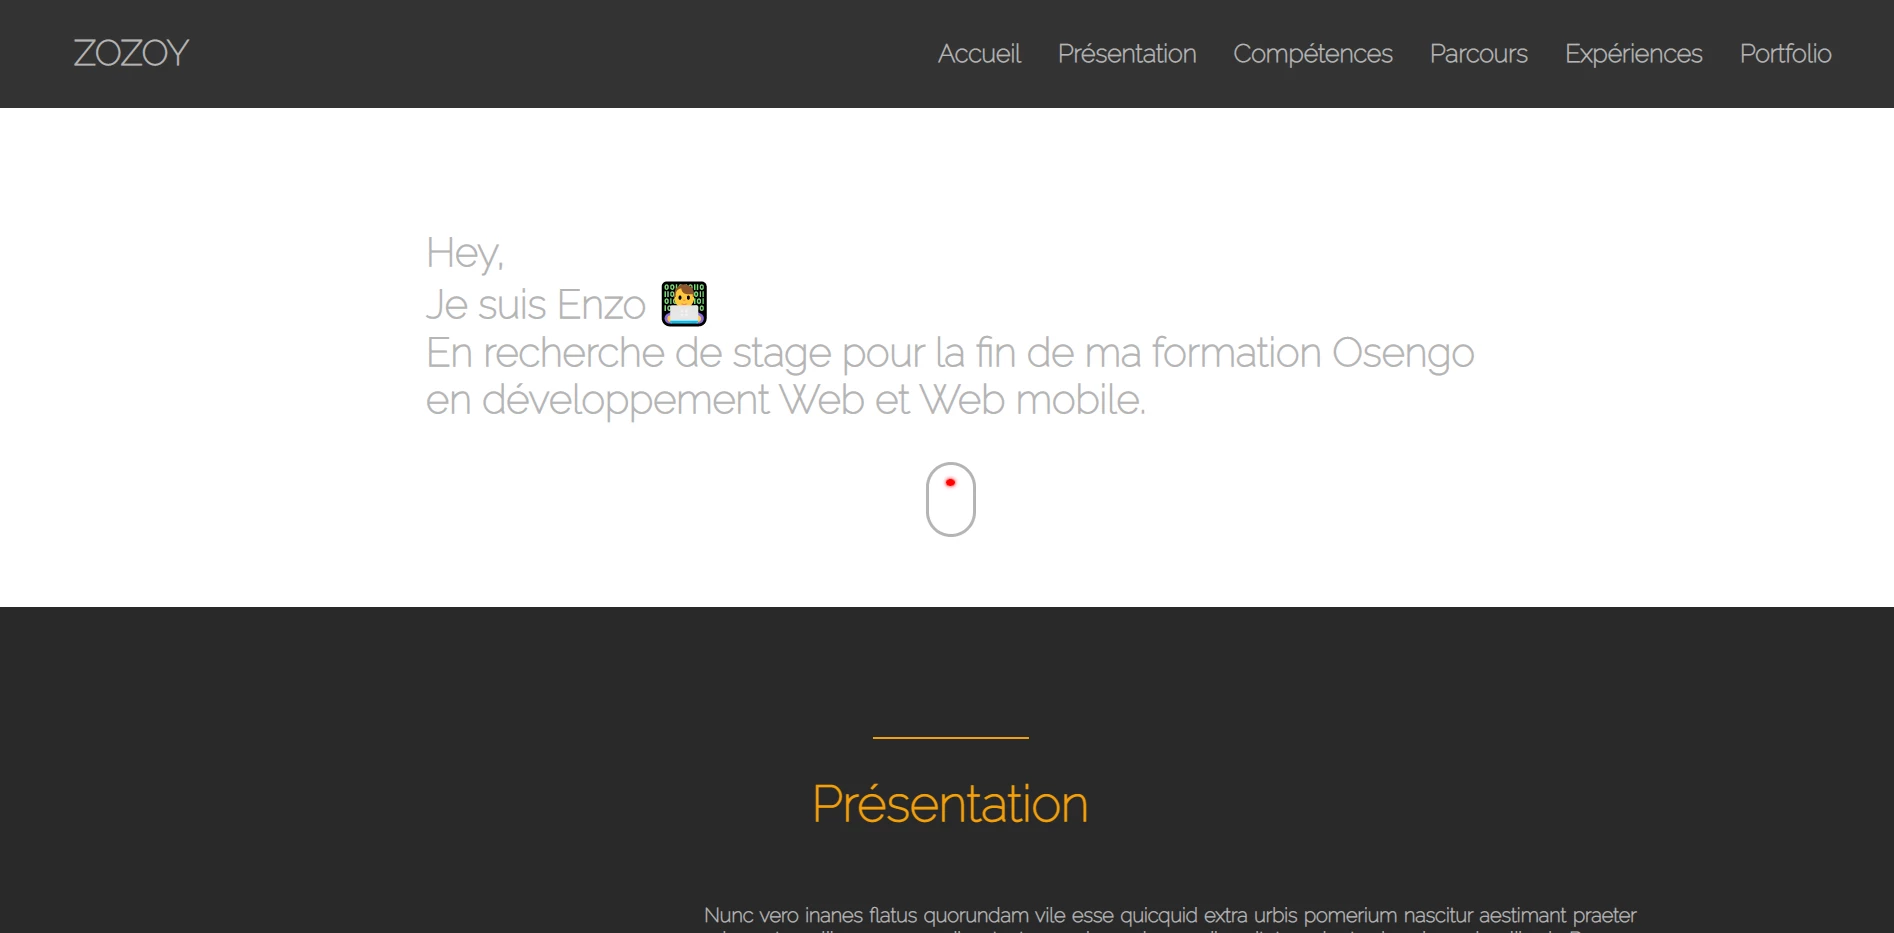 ZOZOY
Accueil Présentation Compétences Parcours Expériences Portfolio
Hey,
Je suis Enzo
En recherche de stage pour la fin de ma formation Osengo
en développement Web et Web mobile.
Présentation
Nunc vero inanes flatus quorundam vile esse quicquid extra urbis pomerium nascitur aestimant praeter